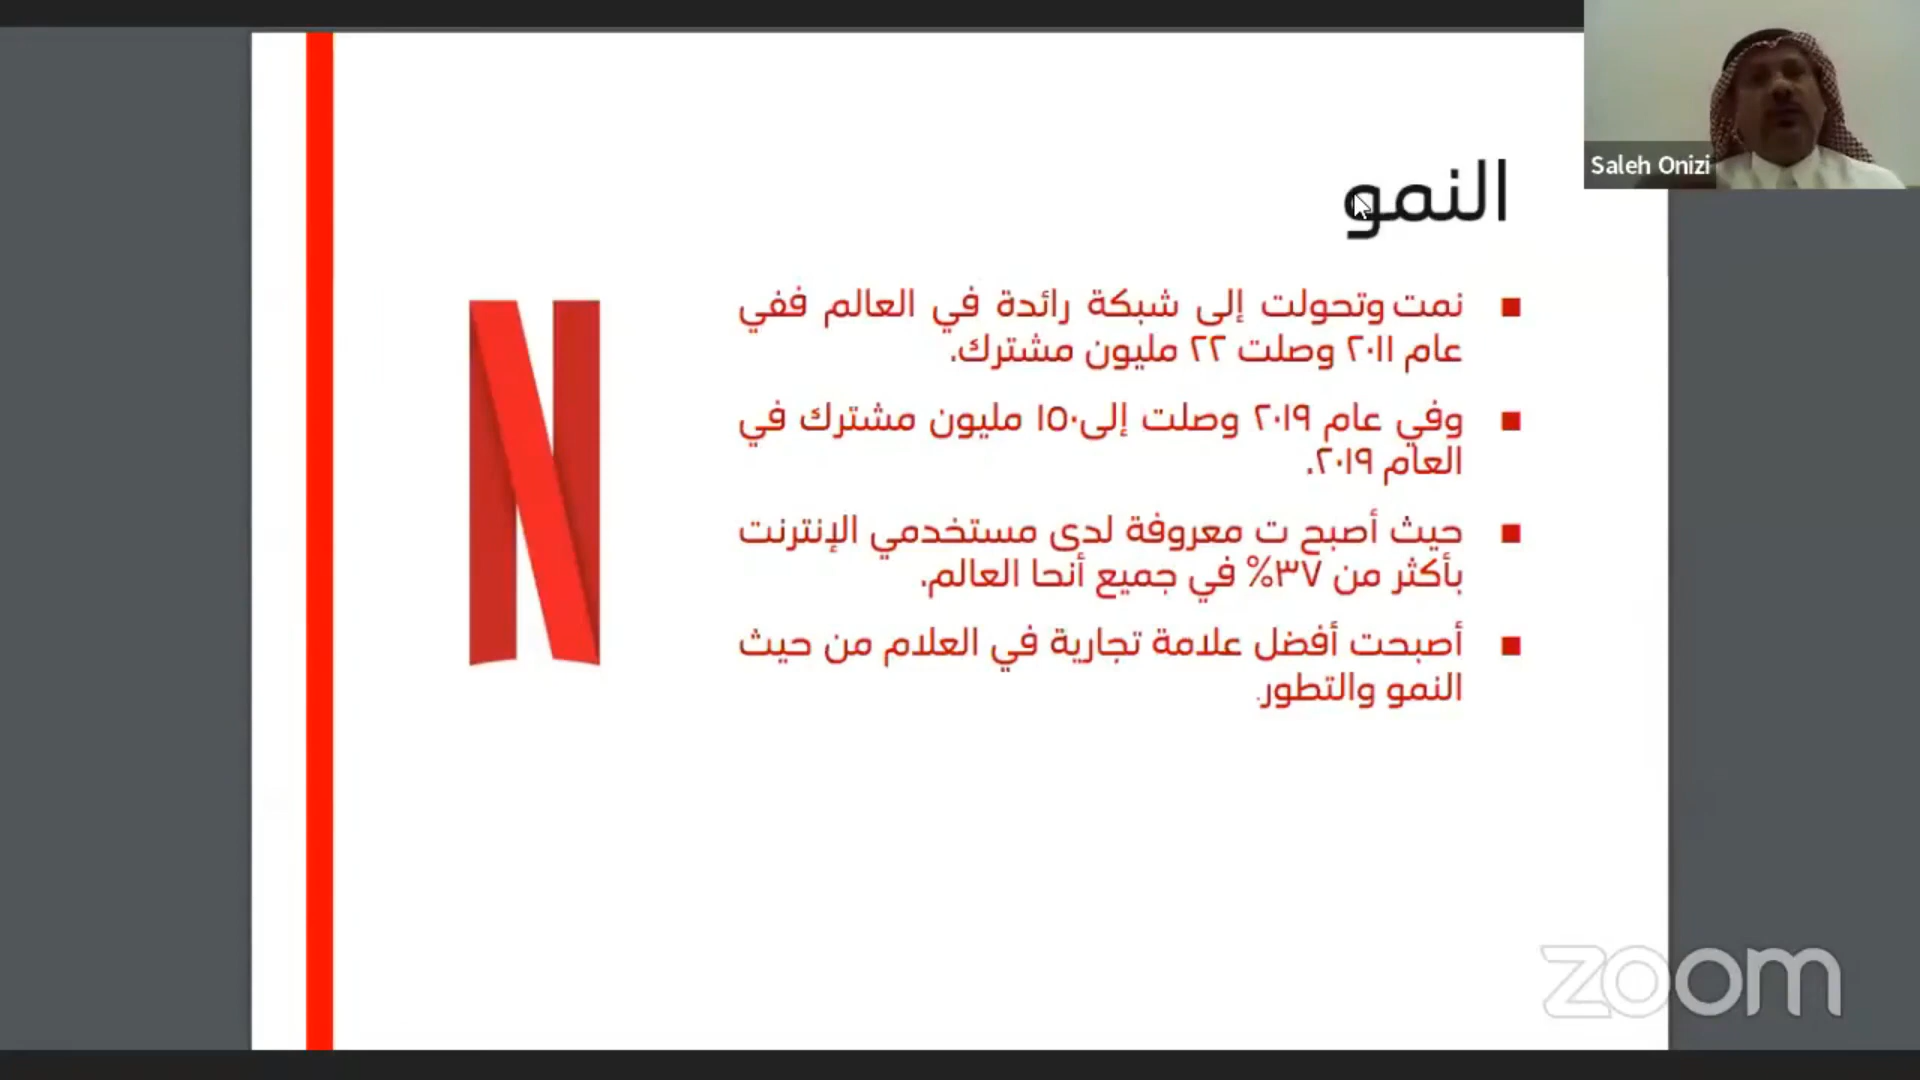 Saleh Onizi
النمو
نمت وتحولت إلى شبكة رائدة في العالم ففي
عام ٢٠١١ وصلت ٢٢ مليون مشترك.
وفي عام ٢٠١٩ وصلت إلى١٥٠ مليون مشترك في
العام ٢٠١٩.
حيث أصبح ت معروفة لدى مستخدمي الإنترنت
بأكثر من ٣٧% في جميع أنحا العالم.
أصبحت أفضل علامة تجارية في العلام من حيث
النمو والتطور.
zoom